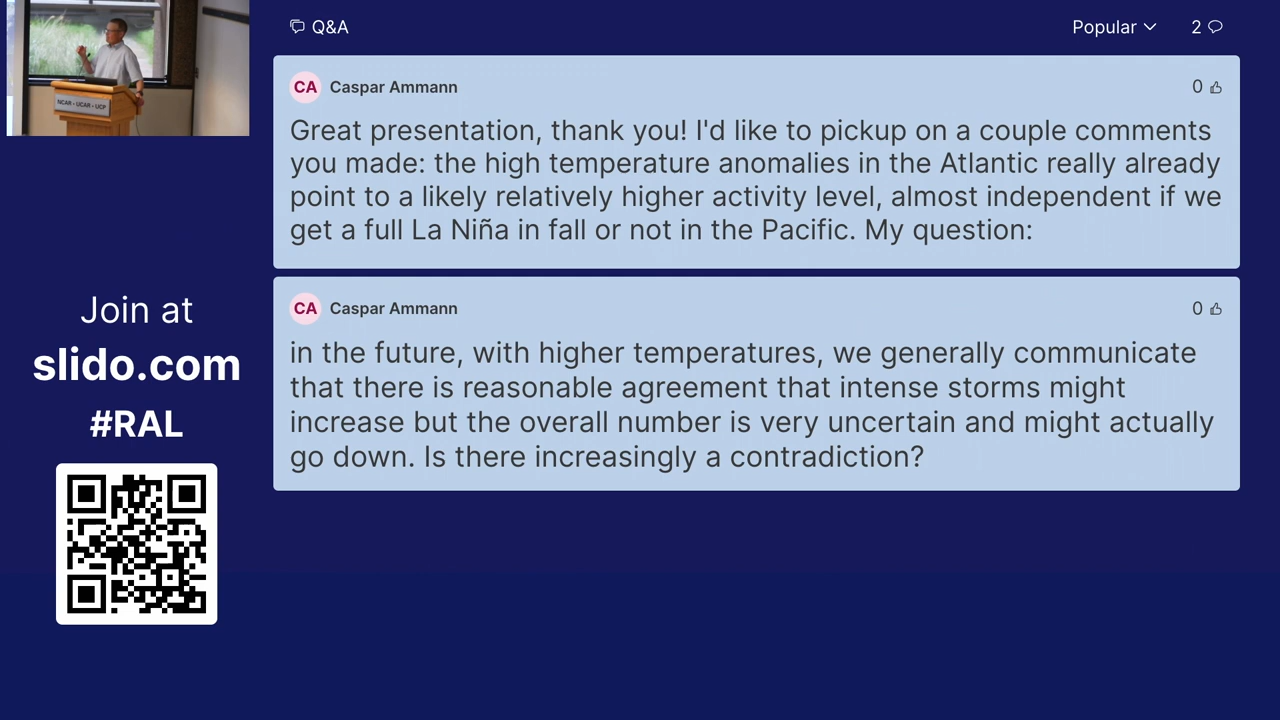 NCAR • UCAR • UCP
Q&A
Popular
2
CA
Caspar Ammann
0
Great presentation, thank you! I'd like to pickup on a couple comments
you made: the high temperature anomalies in the Atlantic really already
point to a likely relatively higher activity level, almost independent if we
get a full La Niña in fall or not in the Pacific. My question:
CA
Caspar Ammann
0
in the future, with higher temperatures, we generally communicate
that there is reasonable agreement that intense storms might
increase but the overall number is very uncertain and might actually
go down. Is there increasingly a contradiction?
Join at
slido.com
#RAL